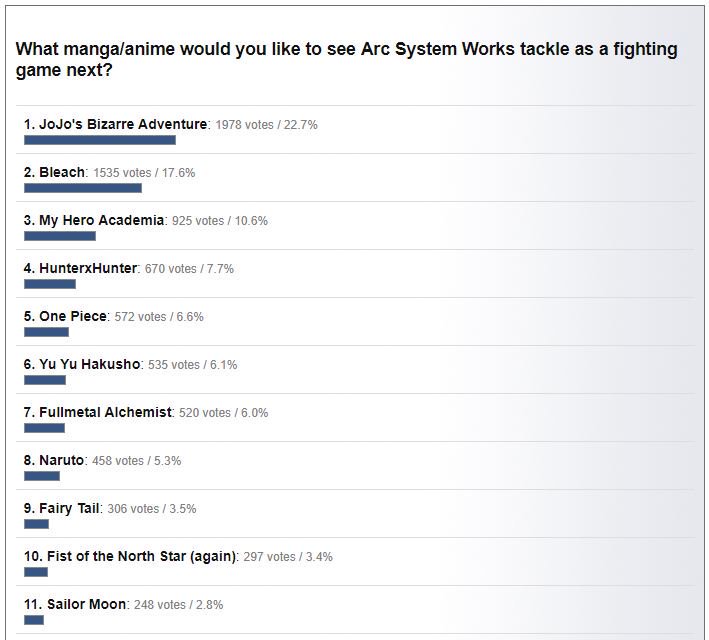 What manga/anime would you like to see Arc System Works tackle as a fighting
game next?
1. JoJo's Bizarre Adventure: 1978 votes / 22.7%
2. Bleach: 1535 votes / 17.6%
3. My Hero Academia: 925 votes / 10.6%
4. HunterxHunter: 670 votes / 7.7%
5. One Piece: 572 votes / 6.6%
6. Yu Yu Hakusho: 535 votes / 6.1%
7. Fullmetal Alchemist: 520 votes / 6.0%
8. Naruto: 458 votes / 5.3%
9. Fairy Tail: 306 votes / 3.5%
10. Fist of the North Star (again): 297 votes / 3.4%
11. Sailor Moon: 248 votes / 2.8%